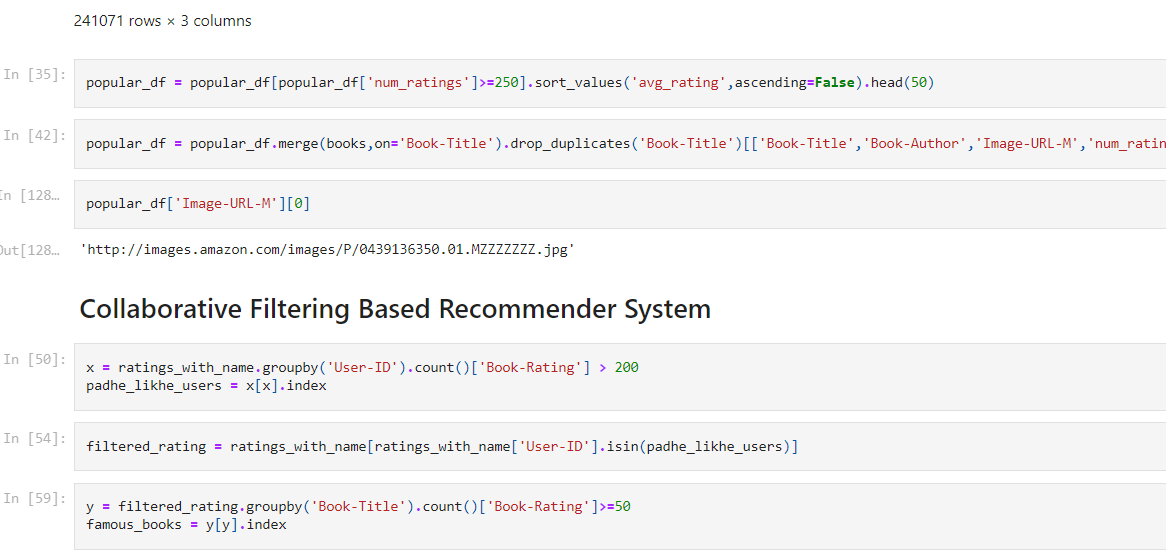 241071 rows × 3 columns
In [35]:
popular_df = popular_df[popular_df['num_ratings']>=250].sort_values('avg_rating',ascending=False).head(50)
In [42]:
popular_df = popular_df.merge(books,on='Book-Title').drop_duplicates('Book-Title')[['Book-Title','Book-Author','Image-URL-M','num_ratin
In [128…
popular_df['Image-URL-M'][0]
Out[128…
'http://images.amazon.com/images/P/0439136350.01.MZZZZZZZ.jpg'
Collaborative Filtering Based Recommender System
In [50]:
x = ratings_with_name.groupby('User-ID').count()['Book-Rating'] > 200
padhe_likhe_users = x[x].index
In [54]:
filtered_rating = ratings_with_name[ratings_with_name['User-ID'].isin(padhe_likhe_users)]
In [59]:
y = filtered_rating.groupby('Book-Title').count()['Book-Rating']>=50
famous_books = y[y].index